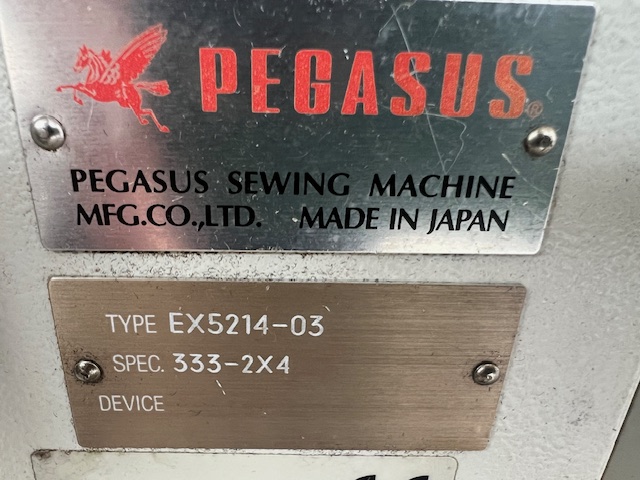 PEGASUS®
PEGASUS SEWING MACHINE
MFG.CO.,LTD. MADE IN JAPAN
TYPE EX5214-03
SPEC. 333-2X4
DEVICE